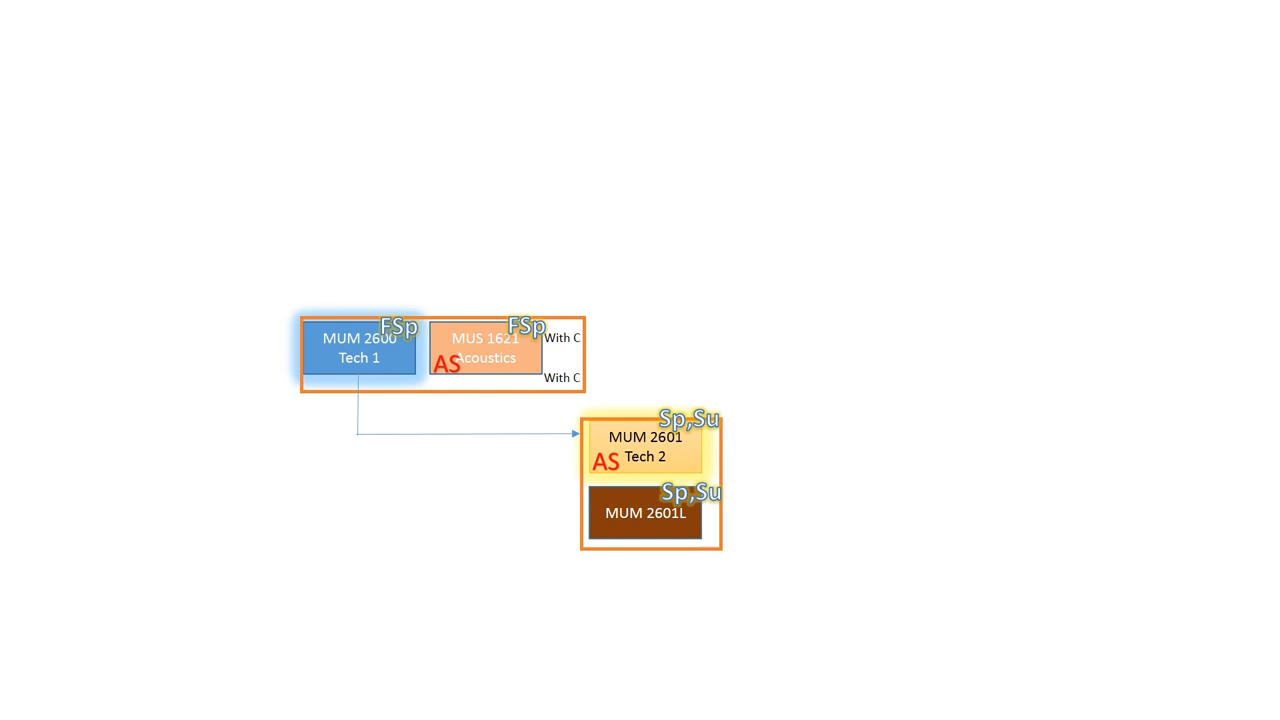 FSp
MUM 2600
Tech 1
FSp
MUS 1621
Acoustics
AS
With C
With C
Sp,Su
MUM 2601
Tech 2
AS
Sp,Su
MUM 2601L